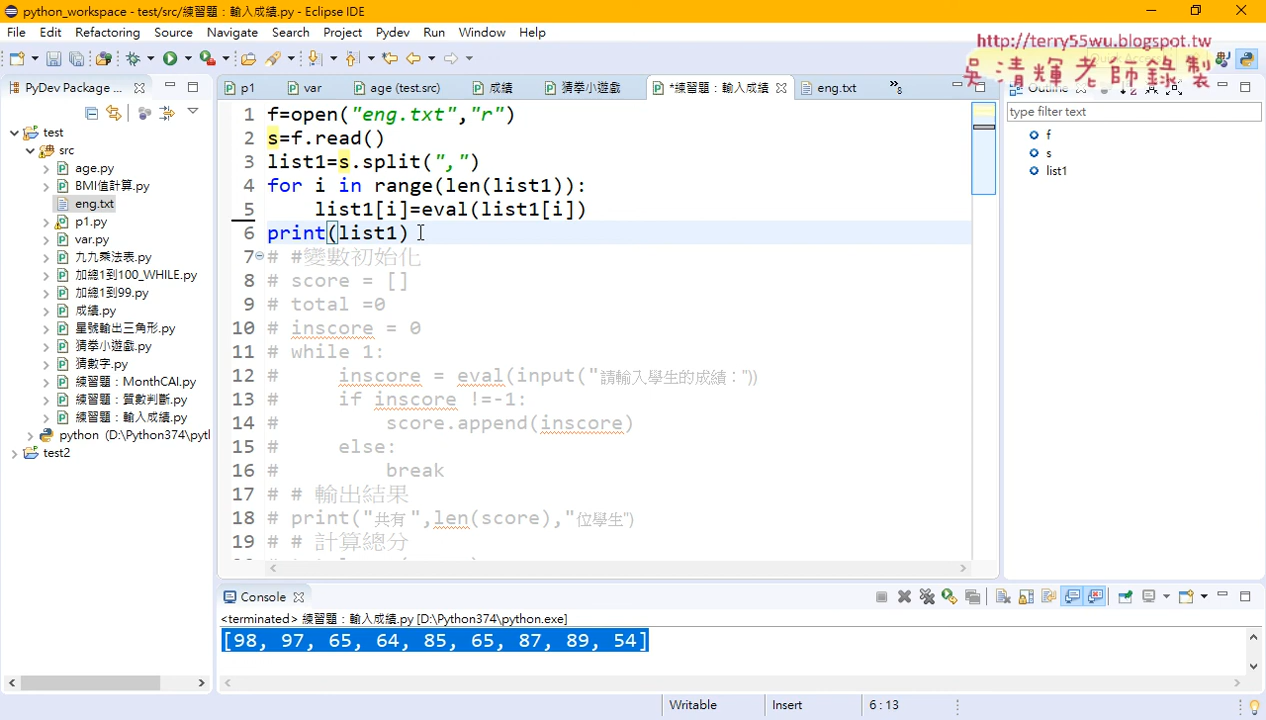 python_workspace - test/src/練習題：輸入成績.py - Eclipse IDE
File Edit Refactoring Source Navigate Search Project Pydev Run Window Help
http://terry55wu.blogspot.tw
吳清輝老師錄製
PyDev Package ...
p1
var
age (test.src)
成績
猜拳小遊戲
*練習題：輸入成績
eng.txt
8
Outline
type filter text
f
s
list1
test
src
age.py
BMI值計算.py
eng.txt
p1.py
var.py
九九乘法表.py
加總1到100_WHILE.py
加總1到99.py
成績.py
星號輸出三角形.py
猜拳小遊戲.py
猜數字.py
練習題：MonthCAl.py
練習題：質數判斷.py
練習題：輸入成績.py
python (D:\Python374\pytl
test2
1 f=open("eng.txt","r")
2 s=f.read()
3 list1=s.split(",")
4 for i in range(len(list1)):
5 list1[i]=eval(list1[i])
6 print(list1)
7 # #變數初始化
8 # score = []
9 # total =0
10 # inscore = 0
11 # while 1:
12 # inscore = eval(input("請輸入學生的成績："))
13 # if inscore !=-1:
14 # score.append(inscore)
15 # else:
16 # break
17 # # 輸出結果
18 # print("共有 ",len(score),"位學生")
19 # # 計算總分
Console
<terminated> 練習題：輸入成績.py [D:\Python374\python.exe]
[98, 97, 65, 64, 85, 65, 87, 89, 54]
Writable
Insert
6 : 13